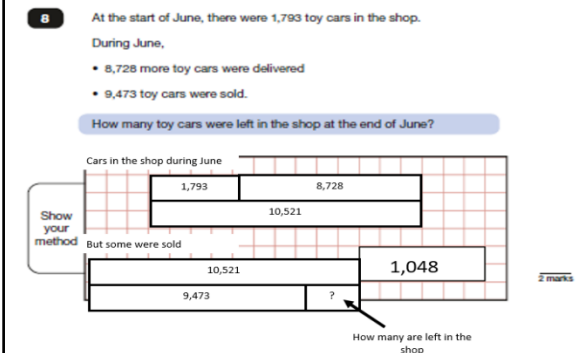 8
At the start of June, there were 1,793 toy cars in the shop.
During June,
• 8,728 more toy cars were delivered
• 9,473 toy cars were sold.
How many toy cars were left in the shop at the end of June?
Cars in the shop during June
1,793 8,728
10,521
Show
your
method
But some were sold
10,521
1,048
9,473 ?
2 marks
How many are left in the
shop